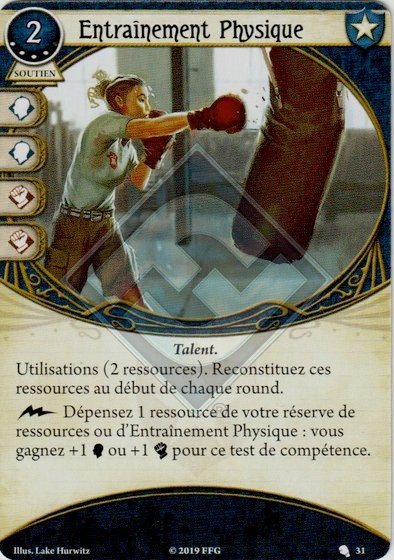 2
Entraînement Physique
SOUTIEN
Talent.
Utilisations (2 ressources). Reconstituez ces
ressources au début de chaque round.
Dépensez 1 ressource de votre réserve de
ressources ou d'Entraînement Physique : vous
gagnez +1 ou +1 pour ce test de compétence.
Illus. Lake Hurwitz
© 2019 FFG
31